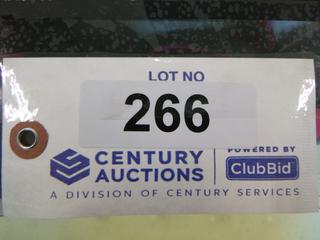 LOT NO
266
CENTURY
AUCTIONS
POWERED BY
ClubBid
A DIVISION OF CENTURY SERVICES